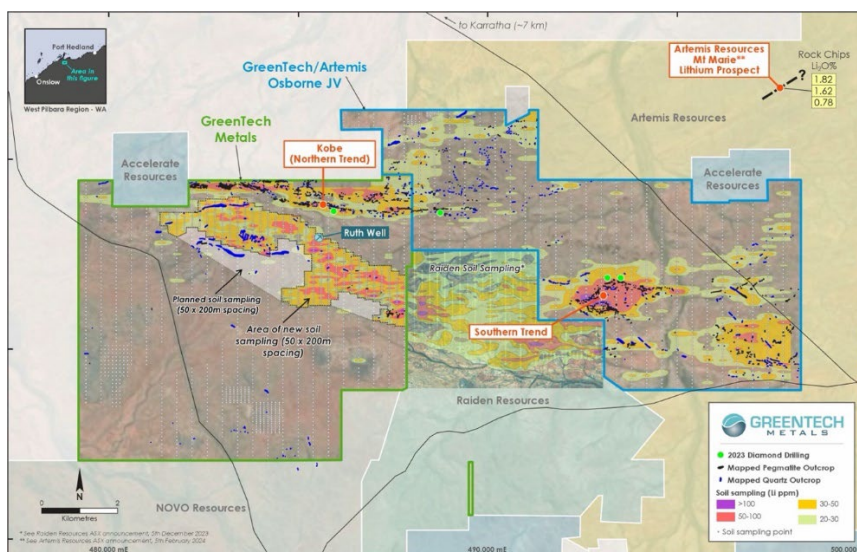 to Karratha (~7 km)
Port Hedland
Onslow
Area in
this figure
West Pilbara Region - WA
GreenTech/Artemis
Osborne JV
Artemis Resources
Mt Marie**
Lithium Prospect
Rock Chips
Li₂O%
1.82
1.62
0.78
?
GreenTech
Metals
Kobe
(Northern Trend)
Artemis Resources
Accelerate
Resources
Accelerate
Resources
Ruth Well
Raiden Soil Sampling*
Planned soil sampling
(50 x 200m spacing)
Area of new soil
sampling (50 x 200m
spacing)
Southern Trend
Raiden Resources
NOVO Resources
N
0 1 2
Kilometres
* See Raiden Resources ASX announcement, 5th December 2023
** See Artemis Resources ASX announcement, 5th February 2024
480,000 mE
490,000 mE
500,000 m
GREENTECH
METALS
2023 Diamond Drilling
Mapped Pegmatite Outcrop
Mapped Quartz Outcrop
Soil sampling (Li ppm)
>100
30-50
50-100
20-30
Soil sampling point